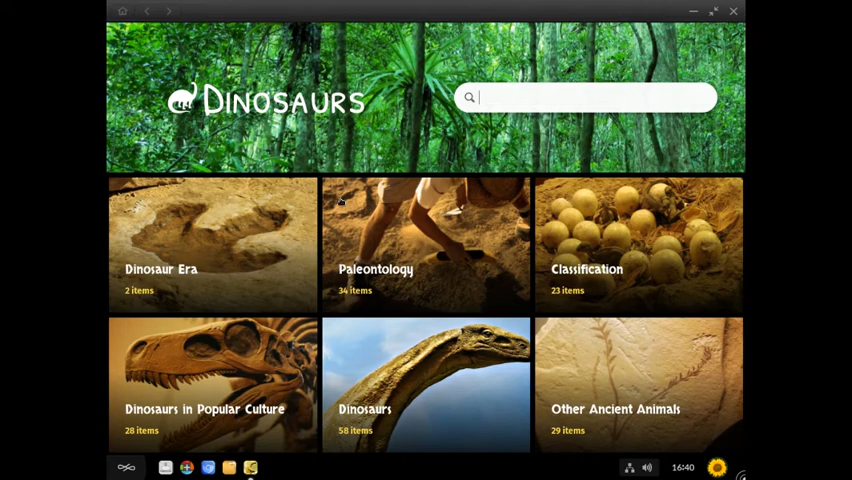 DINOSAURS
Dinosaur Era
2 items
Paleontology
34 items
Classification
23 items
Dinosaurs in Popular Culture
28 items
Dinosaurs
58 items
Other Ancient Animals
29 items
16:40